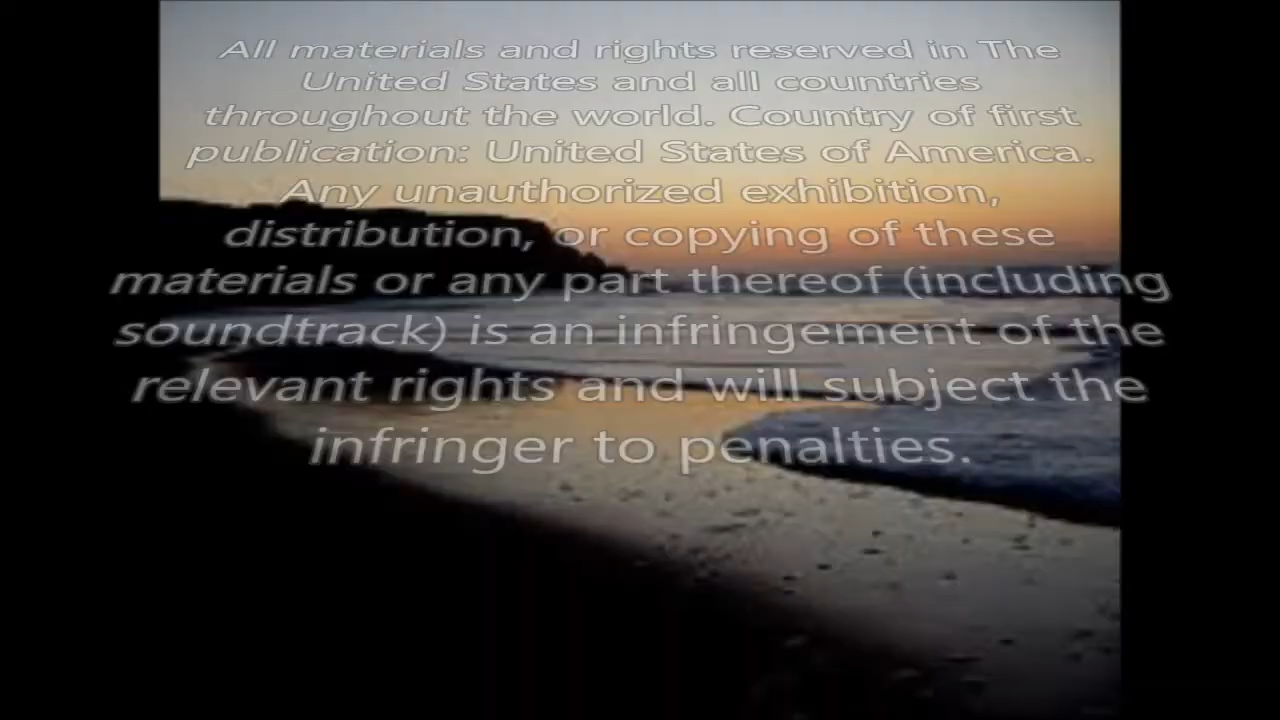 All materials and rights reserved in The
United States and all countries
throughout the world. Country of first
publication: United States of America.
Any unauthorized exhibition,
distribution, or copying of these
materials or any part thereof (including
soundtrack) is an infringement of the
relevant rights and will subject the
infringer to penalties.